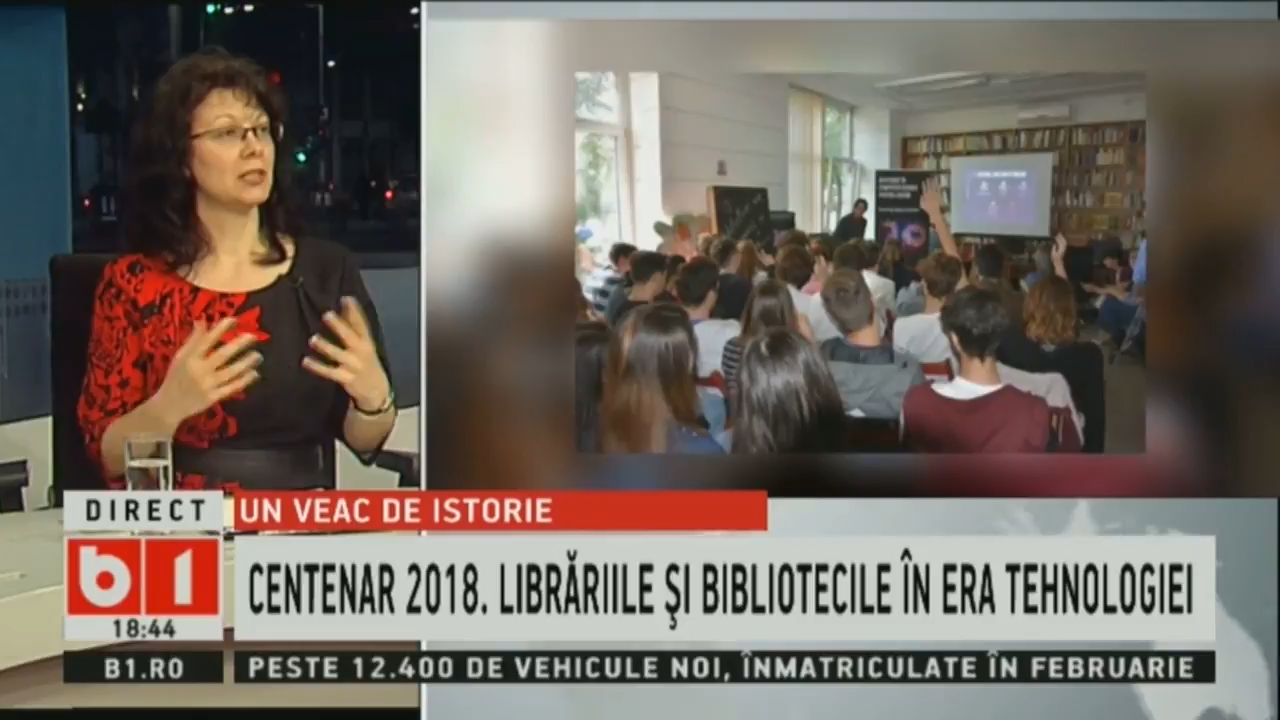 DIRECT
UN VEAC DE ISTORIE
b1
CENTENAR 2018. LIBRĂRIILE ŞI BIBLIOTECILE ÎN ERA TEHNOLOGIEI
18:44
B1.RO
PESTE 12.400 DE VEHICULE NOI, ÎNMATRICULATE ÎN FEBRUARIE